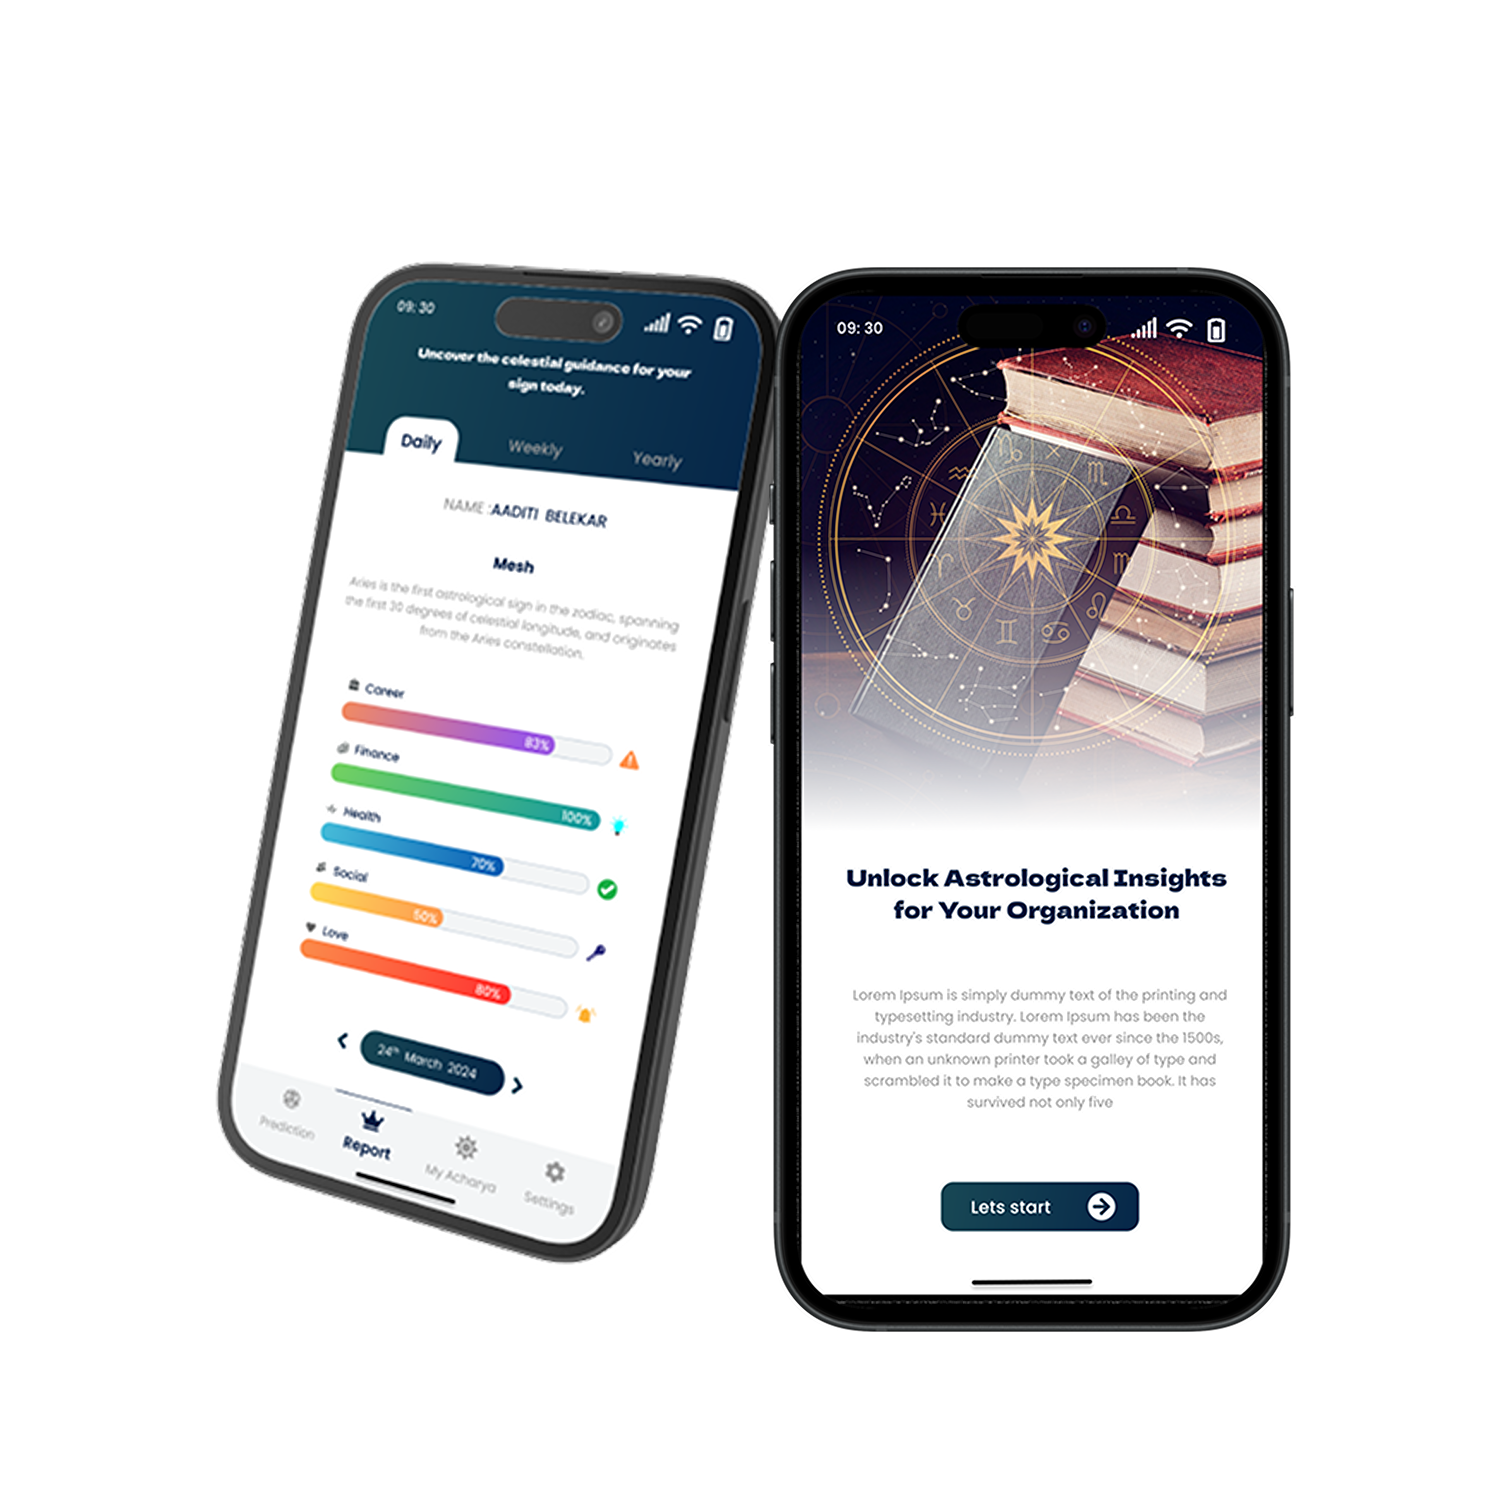 09: 30
Uncover the celestial guidance for your
sign today.
Daily
Weekly
Yearly
NAME :AADITI BELEKAR
Mesh
Aries is the first astrological sign in the zodiac, spanning
the first 30 degrees of celestial longitude, and originates
from the Aries constellation.
Career
83%
Finance
100%
Health
70%
Social
50%
Love
80%
24th March 2024
Prediction
Report
My Acharya
Settings
09: 30
Unlock Astrological Insights
for Your Organization
Lorem Ipsum is simply dummy text of the printing and
typesetting industry. Lorem Ipsum has been the
industry's standard dummy text ever since the 1500s,
when an unknown printer took a galley of type and
scrambled it to make a type specimen book. It has
survived not only five
Lets start